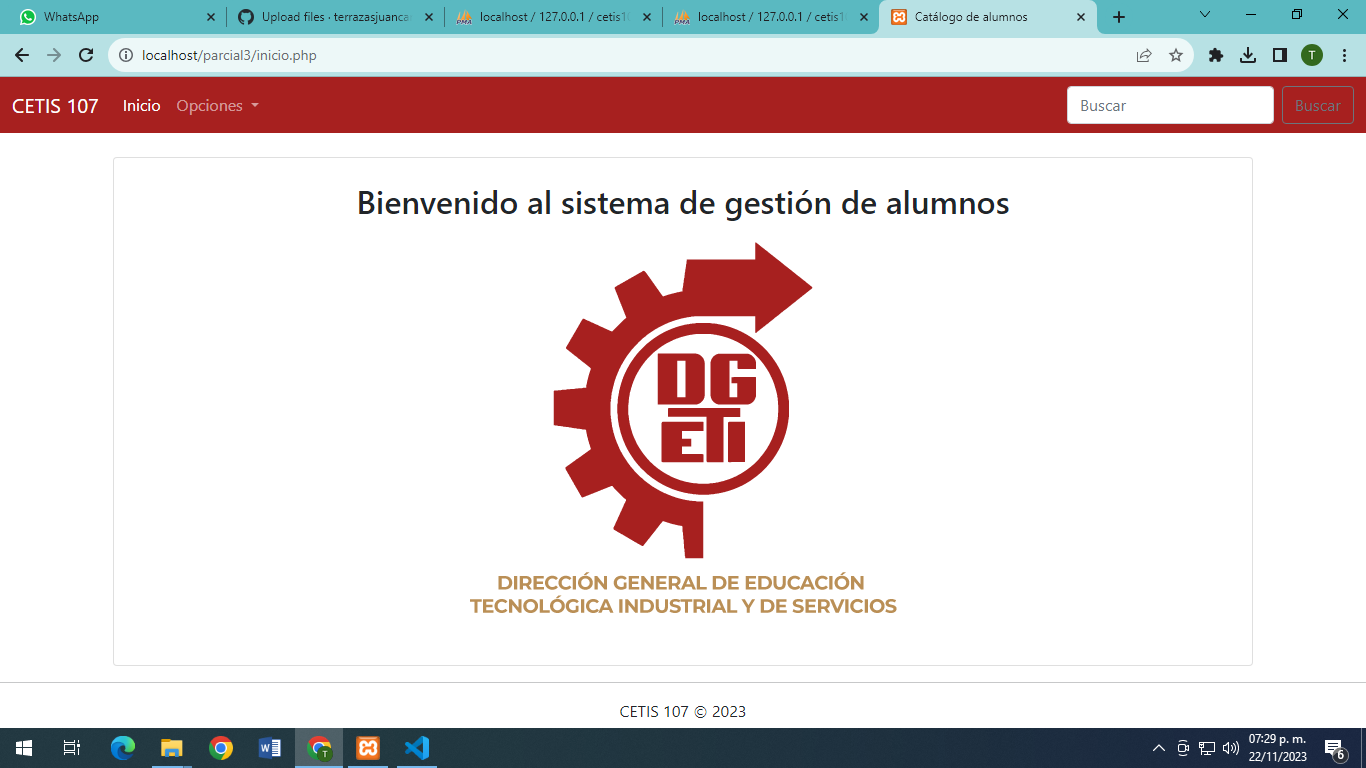 WhatsApp
Upload files · terrazasjuanca
localhost / 127.0.0.1 / cetis10
localhost / 127.0.0.1 / cetis10
Catálogo de alumnos
localhost/parcial3/inicio.php
T
CETIS 107 Inicio Opciones
Buscar Buscar
Bienvenido al sistema de gestión de alumnos
DG
ETI
DIRECCIÓN GENERAL DE EDUCACIÓN
TECNOLÓGICA INDUSTRIAL Y DE SERVICIOS
CETIS 107 © 2023
07:29 p. m.
22/11/2023
6